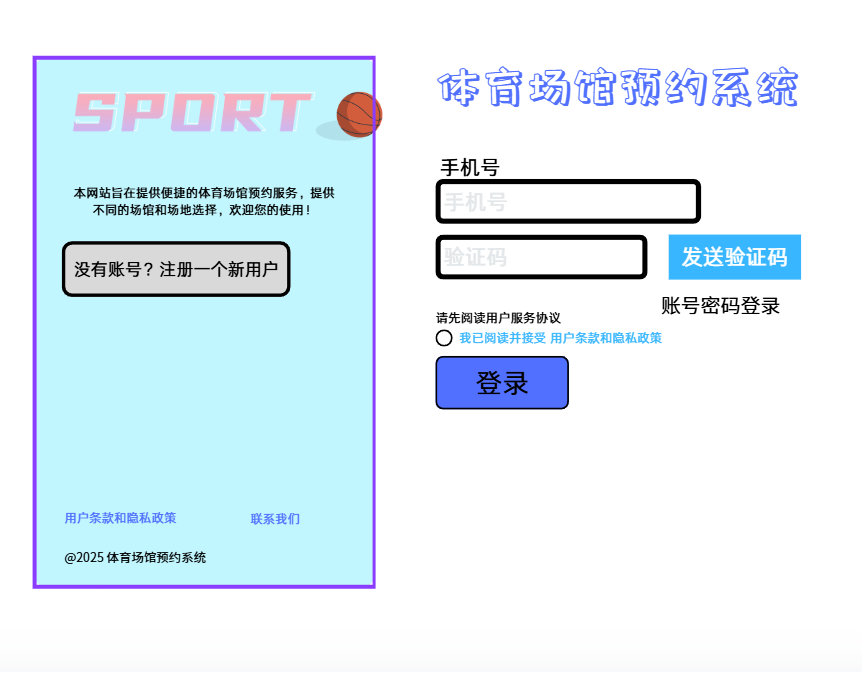 SPORT
本网站旨在提供便捷的体育场馆预约服务，提供
不同的场馆和场地选择，欢迎您的使用！
没有账号？注册一个新用户
用户条款和隐私政策
联系我们
@2025 体育场馆预约系统
体育场馆预约系统
手机号
手机号
验证码
发送验证码
账号密码登录
请先阅读用户服务协议
我已阅读并接受 用户条款和隐私政策
登录